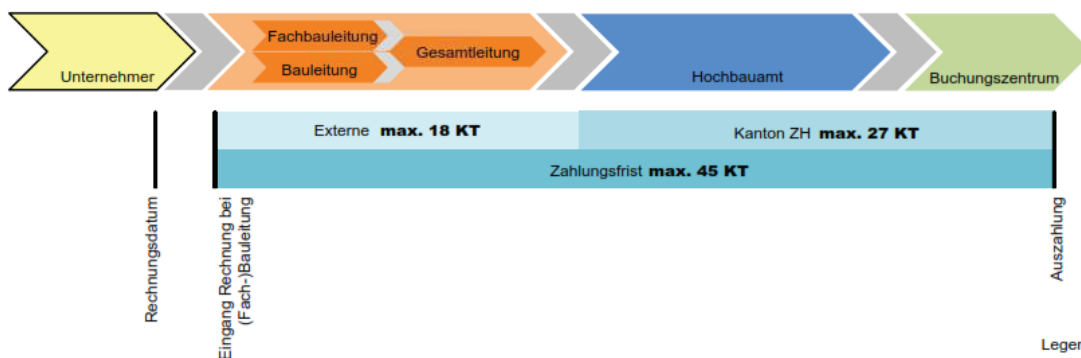 Fachbauleitung
Gesamtleitung
Bauleitung
Unternehmer
Hochbauamt
Buchungszentrum
Externe max. 18 KT
Kanton ZH max. 27 KT
Zahlungsfrist max. 45 KT
Rechnungsdatum
Eingang Rechnung bei
(Fach-)Bauleitung
Auszahlung